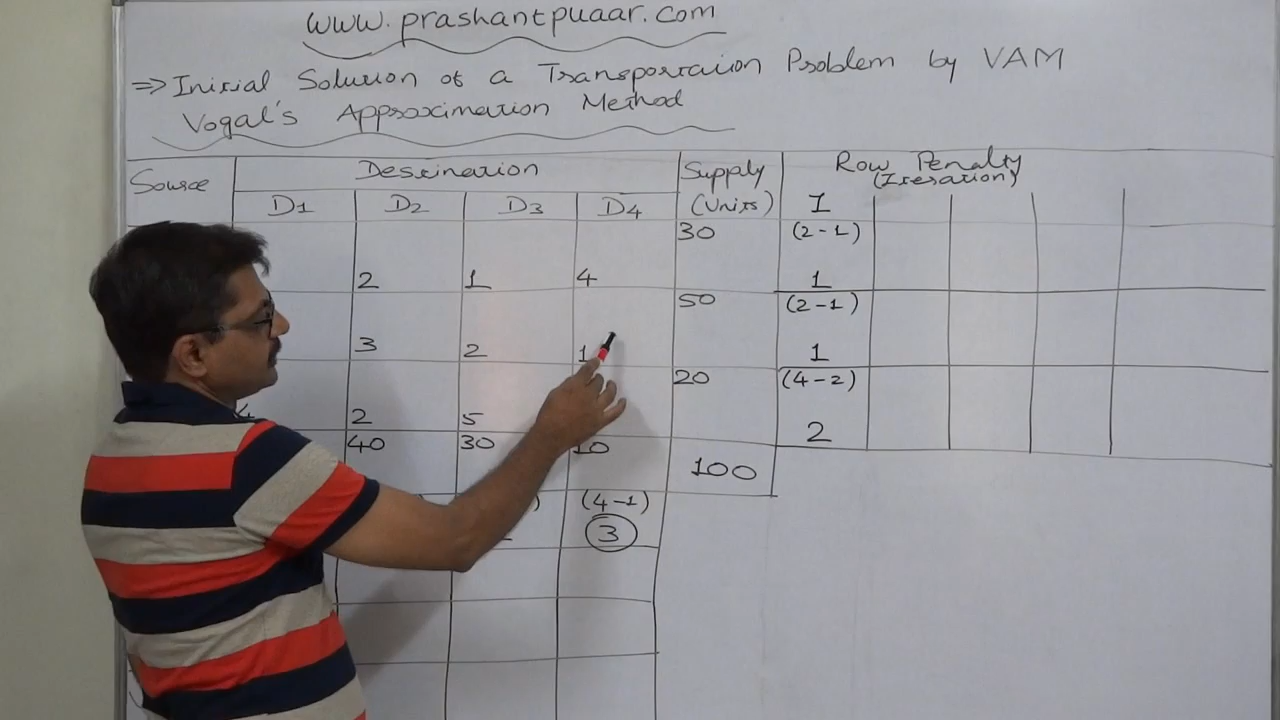 www.prashantpuaar.com
⇒ Initial Solution of a Transportation Problem by VAM
Vogal's Approximation Method
Source Destination Supply (Units) Row Penalty (Iteration)
D1 D2 D3 D4 1
30 (2-1)
2 1 4 1
50 (2-1)
3 2 1 1
20 (4-2)
4 2 5 2
40 30 10 100
(4-1)
3